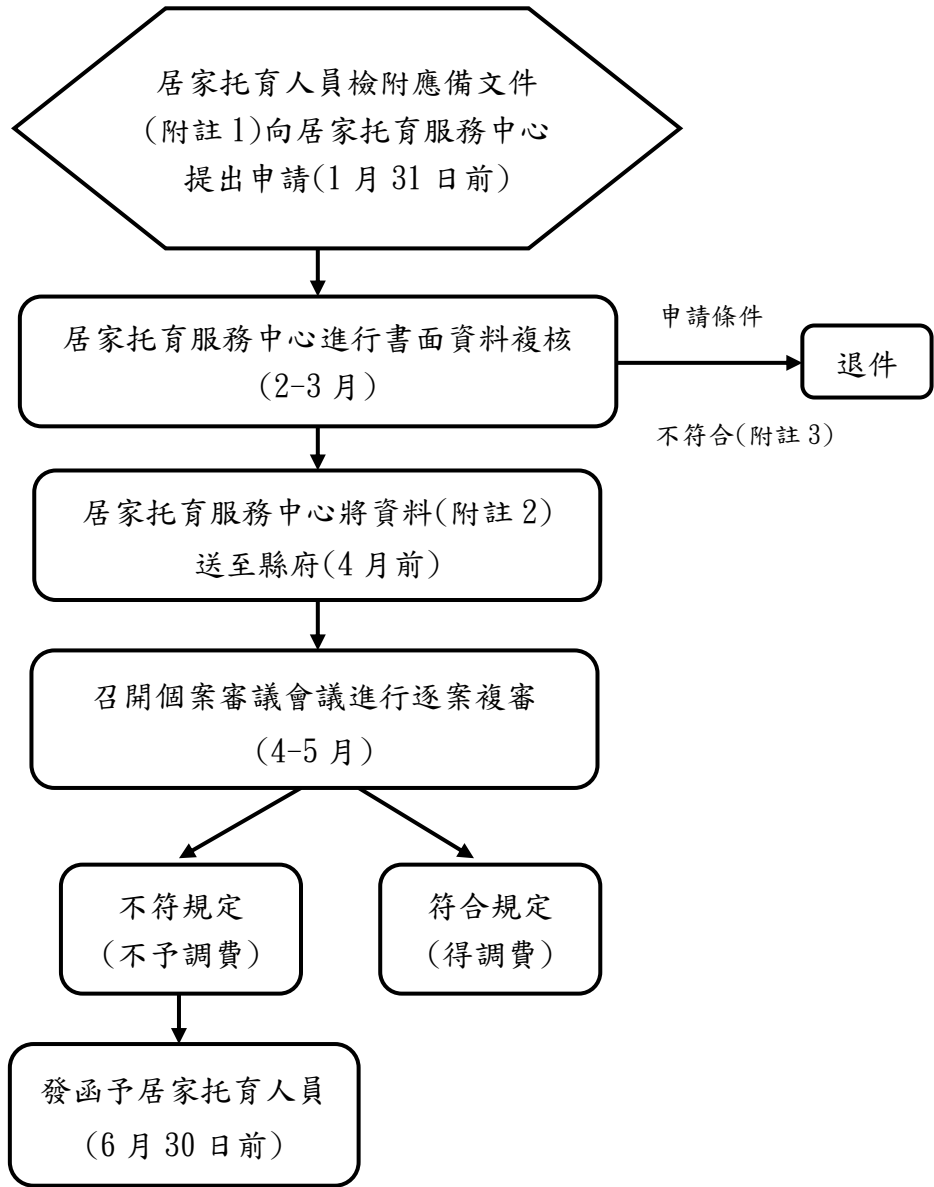 居家托育人員檢附應備文件
(附註 1)向居家托育服務中心
提出申請(1 月 31 日前)
居家托育服務中心進行書面資料複核
(2-3 月)
申請條件
不符合(附註 3)
退件
居家托育服務中心將資料(附註 2)
送至縣府(4 月前)
召開個案審議會議進行逐案複審
(4-5 月)
不符規定
(不予調費)
符合規定
(得調費)
發函予居家托育人員
(6 月 30 日前)